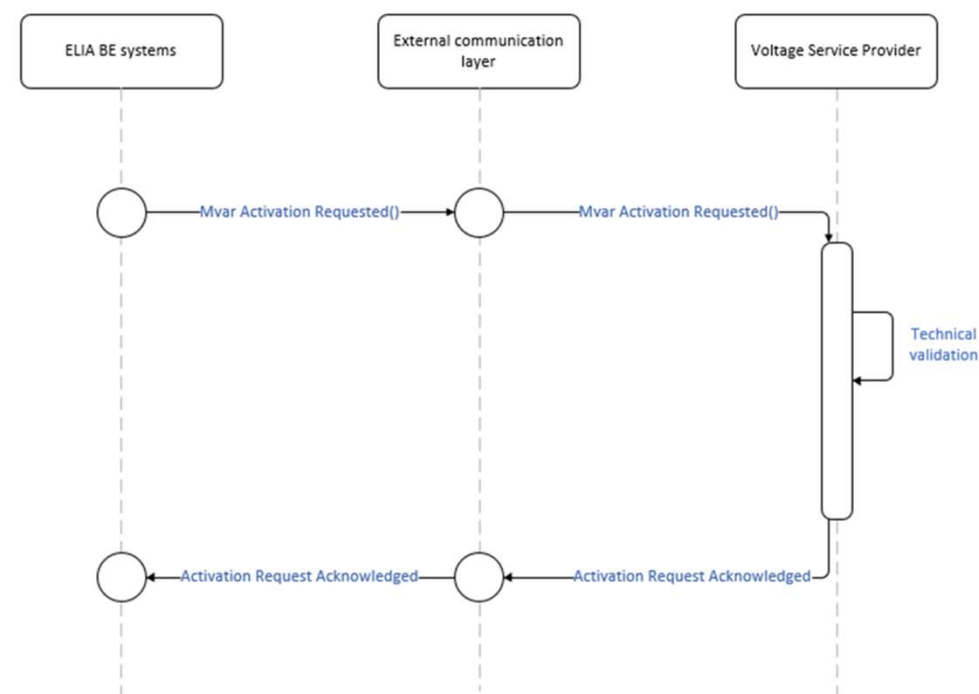 ELIA BE systems
External communication
layer
Voltage Service Provider
Mvar Activation Requested()
Mvar Activation Requested()
Technical
validation
Activation Request Acknowledged
Activation Request Acknowledged